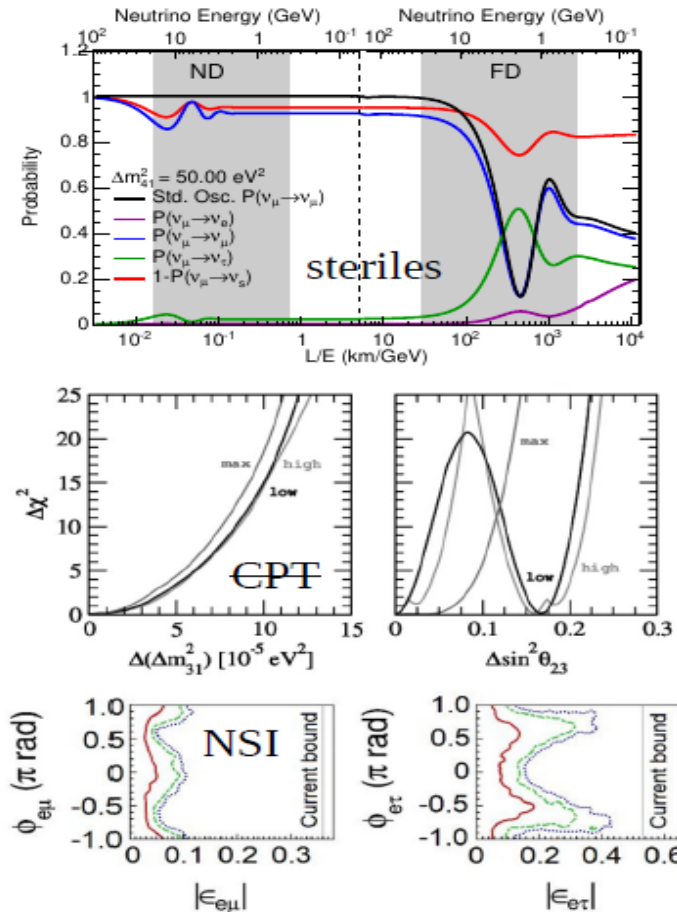 Neutrino Energy (GeV) Neutrino Energy (GeV)
10² 10 1 10⁻¹ 10² 10 1 10⁻¹
ND FD
1.2
1
0.8
0.6
0.4
0.2
0
Probability
Δm²₄₁ = 50.00 eV²
Std. Osc. P(νμ→νμ)
P(νμ→νe)
P(νμ→νμ)
P(νμ→ντ)
1-P(νμ→νs)
steriles
10⁻² 10⁻¹ 1 10 10² 10³ 10⁴
L/E (km/GeV)
25
20
15
10
5
0
Δχ²
max high
low
CPT
0 5 10 15
Δ(Δm²₃₁) [10⁻⁵ eV²]
max
low high
0 0.1 0.2 0.3
Δsin²θ₂₃
1.0
0.5
0
-0.5
-1.0
ϕeμ (π rad)
NSI
Current bound
0 0.1 0.3
|ϵeμ|
1.0
0.5
0
-0.5
-1.0
ϕeτ (π rad)
Current bound
0 0.2 0.4 0.6
|ϵeτ|